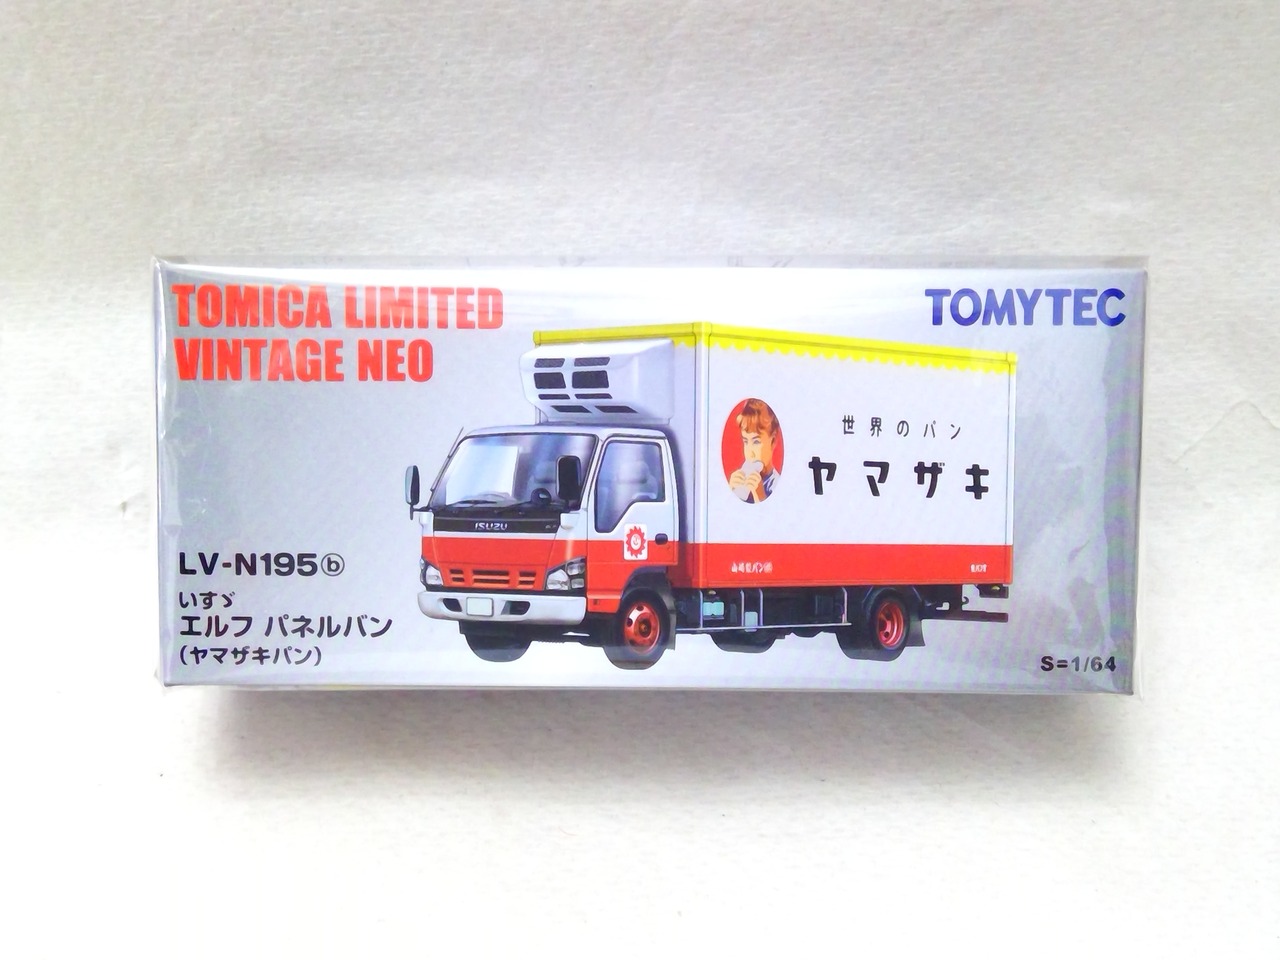 TOMICA LIMITED
VINTAGE NEO
TOMYTEC
世界のパン
ヤマザキ
ISUZU
LV-N195ⓑ
いすゞ
エルフ パネルバン
(ヤマザキパン)
S=1/64